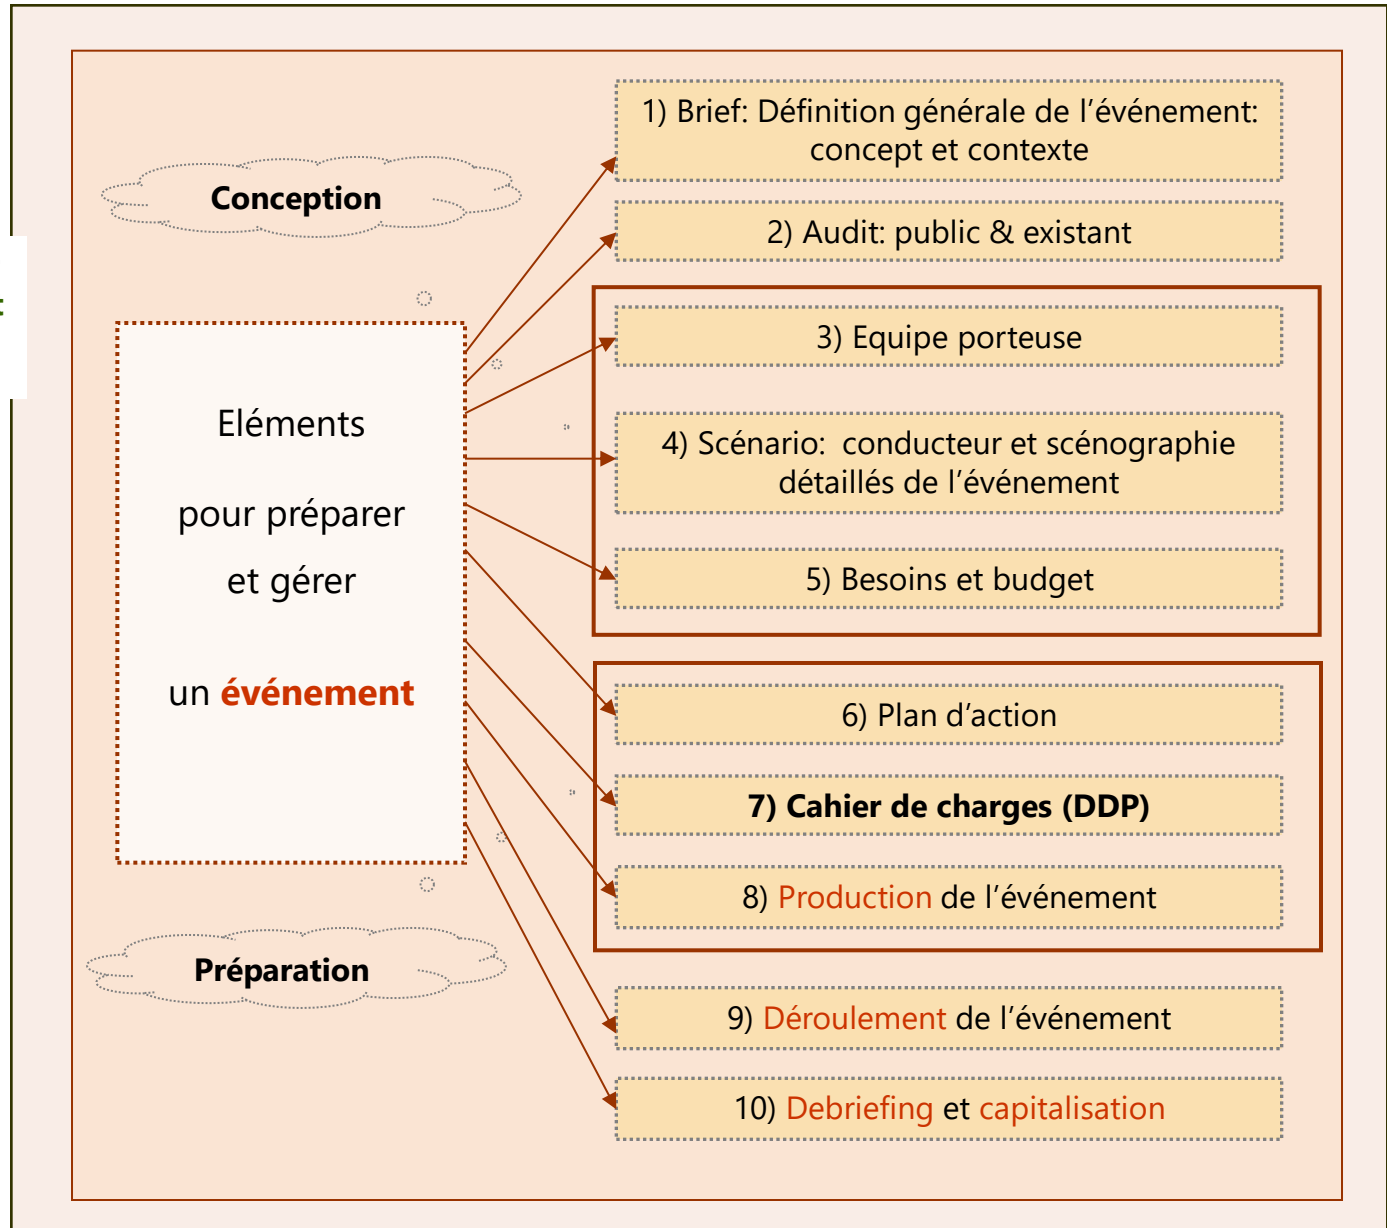 1) Brief: Définition générale de l’événement:
concept et contexte
Conception
2) Audit: public & existant
:
3) Equipe porteuse
Eléments
pour préparer
et gérer
un événement
4) Scénario: conducteur et scénographie
détaillés de l’événement
5) Besoins et budget
6) Plan d’action
7) Cahier de charges (DDP)
8) Production de l’événement
Préparation
9) Déroulement de l’événement
10) Debriefing et capitalisation